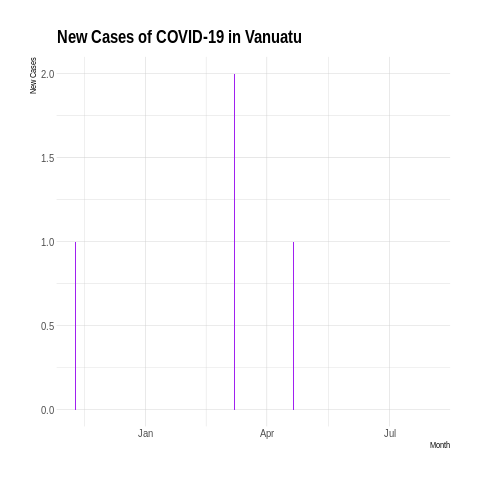 New Cases of COVID-19 in Vanuatu
New Cases
2.0
1.5
1.0
0.5
0.0
Jan
Apr
Jul
Month